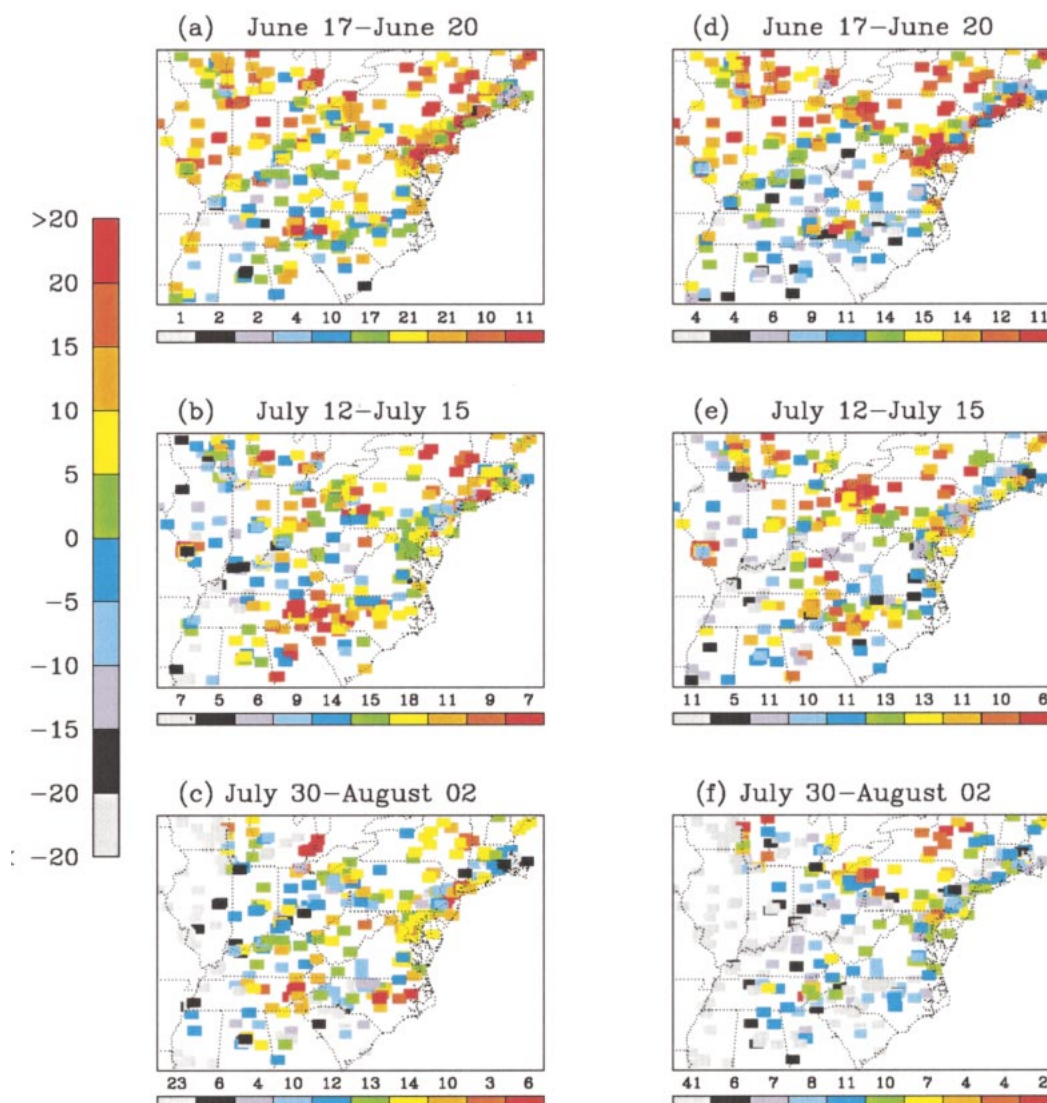 (a) June 17-June 20
(d) June 17-June 20
>20
20
15
10
5
0
-5
-10
-15
-20
-20
1 2 2 4 10 17 21 21 10 11
4 4 6 9 11 14 15 14 12 11
(b) July 12-July 15
(e) July 12-July 15
7 5 6 9 14 15 18 11 9 7
11 5 11 10 11 13 13 11 10 6
(c) July 30-August 02
(f) July 30-August 02
23 6 4 10 12 13 14 10 3 6
41 6 7 8 11 10 7 4 4 2